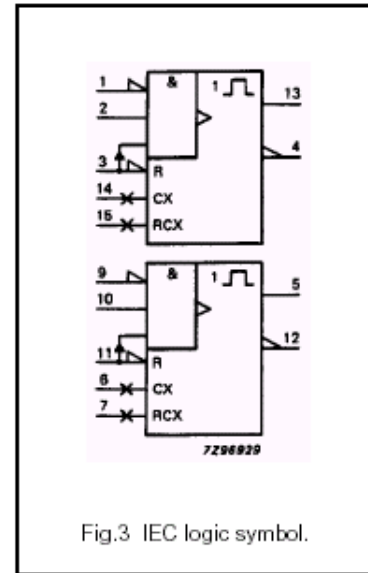 1 & 1 13
2
4
3 R
14 CX
15 RCX
9 & 1 5
10
12
11 R
6 CX
7 RCX
7Z96929
Fig.3 IEC logic symbol.